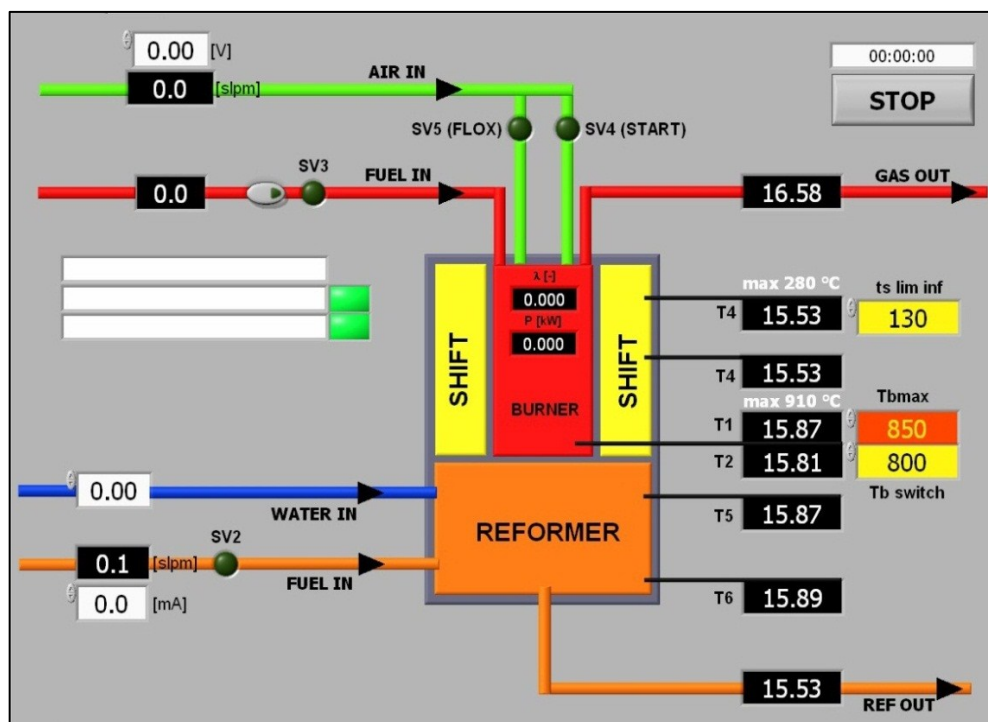 0.00 [V]
00:00:00
AIR IN
0.0 [slpm]
STOP
SV5 (FLOX) SV4 (START)
SV3
FUEL IN
0.0
16.58
GAS OUT
λ [-]
0.000
P [kW]
0.000
SHIFT
BURNER
SHIFT
max 280 °C
ts lim inf
T4 15.53 130
T4 15.53
max 910 °C
Tbmax
T1 15.87 850
T2 15.81 800
Tb switch
0.00
WATER IN
REFORMER
T5 15.87
SV2
0.1 [slpm]
FUEL IN
0.0 [mA]
T6 15.89
15.53
REF OUT